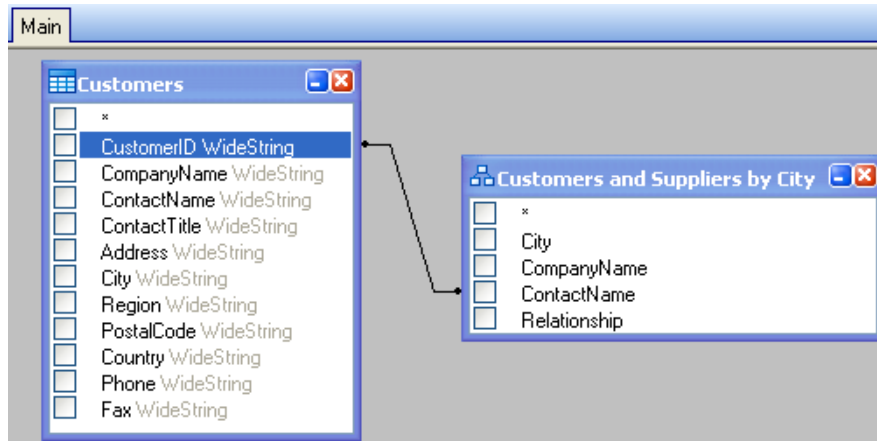 Main
Customers
*
CustomerID WideString
CompanyName WideString
ContactName WideString
ContactTitle WideString
Address WideString
City WideString
Region WideString
PostalCode WideString
Country WideString
Phone WideString
Fax WideString
Customers and Suppliers by City
*
City
CompanyName
ContactName
Relationship